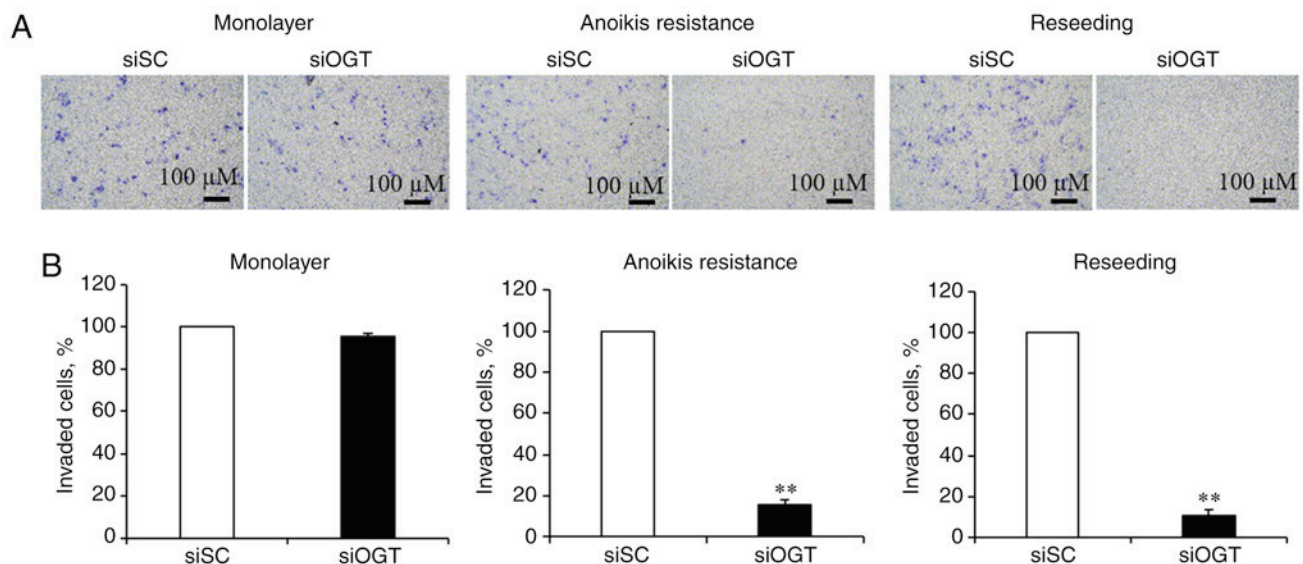 A
Monolayer
Anoikis resistance
Reseeding
siSC
siOGT
siSC
siOGT
siSC
siOGT
100 µM
100 µM
100 µM
100 µM
100 µM
100 µM
B
Monolayer
Invaded cells, %
120
100
80
60
40
20
0
siSC
siOGT
Anoikis resistance
Invaded cells, %
120
100
80
60
40
20
0
**
siSC
siOGT
Reseeding
Invaded cells, %
120
100
80
60
40
20
0
**
siSC
siOGT